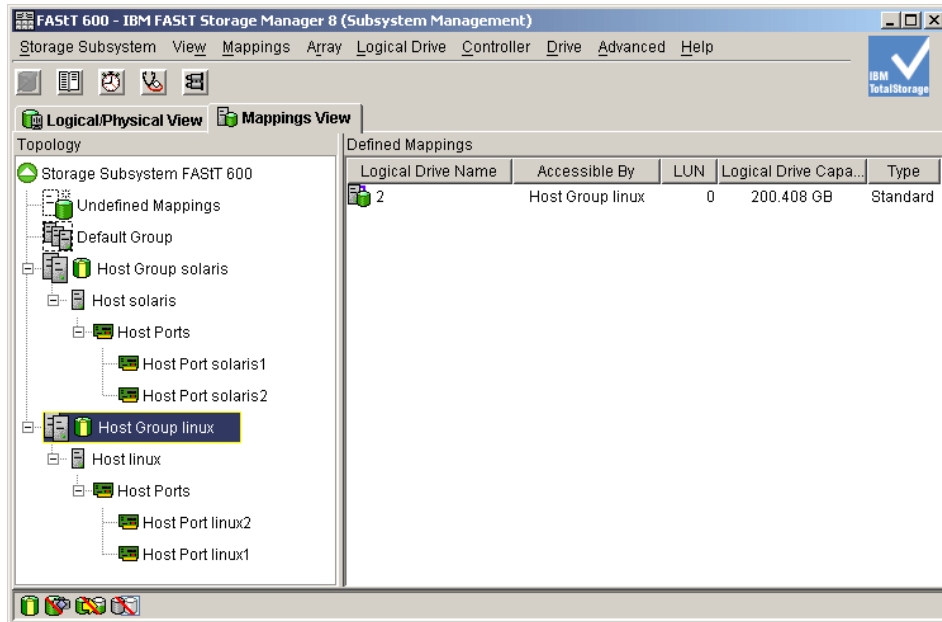 FAStT 600 - IBM FAStT Storage Manager 8 (Subsystem Management)
Storage Subsystem View Mappings Array Logical Drive Controller Drive Advanced Help
IBM
TotalStorage
Logical/Physical View Mappings View
Topology
Defined Mappings
Storage Subsystem FAStT 600
Undefined Mappings
Default Group
Host Group solaris
Host solaris
Host Ports
Host Port solaris1
Host Port solaris2
Host Group linux
Host linux
Host Ports
Host Port linux2
Host Port linux1
Logical Drive Name Accessible By LUN Logical Drive Capa... Type
2 Host Group linux 0 200.408 GB Standard